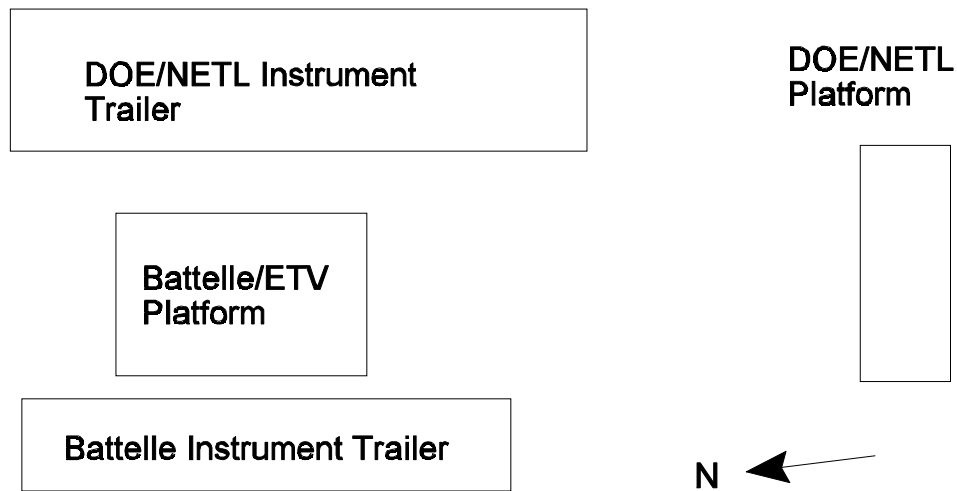 DOE/NETL Instrument
Trailer
DOE/NETL
Platform
Battelle/ETV
Platform
Battelle Instrument Trailer
N